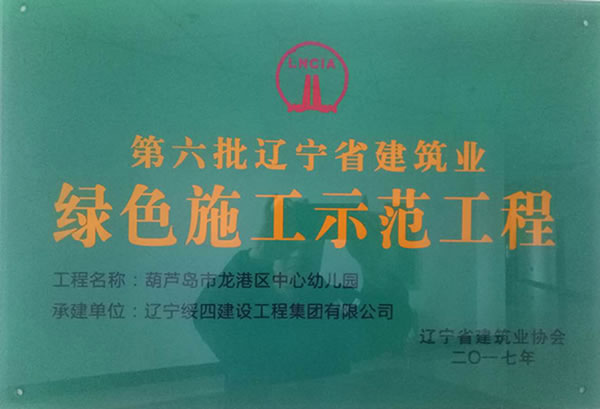 LNCIA
第六批辽宁省建筑业
绿色施工示范工程
工程名称：葫芦岛市龙港区中心幼儿园
承建单位：辽宁绥四建设工程集团有限公司
辽宁省建筑业协会
二〇一七年